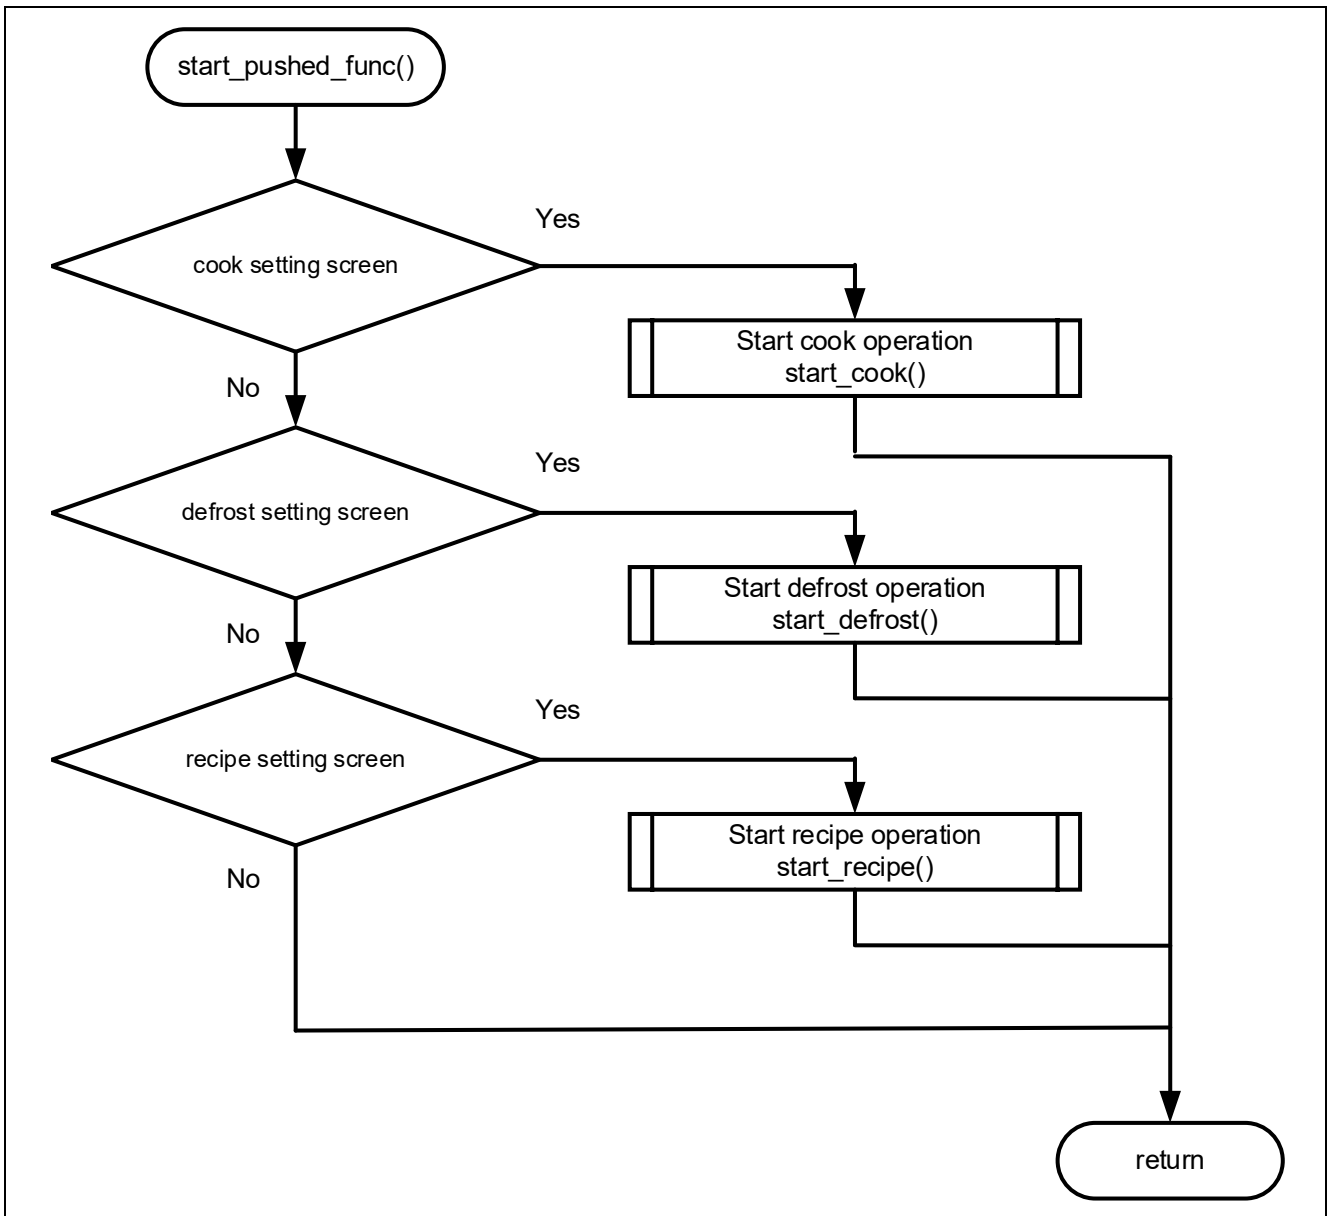 start_pushed_func()
Yes
cook setting screen
Start cook operation
start_cook()
No
Yes
defrost setting screen
Start defrost operation
start_defrost()
No
Yes
recipe setting screen
Start recipe operation
start_recipe()
No
return